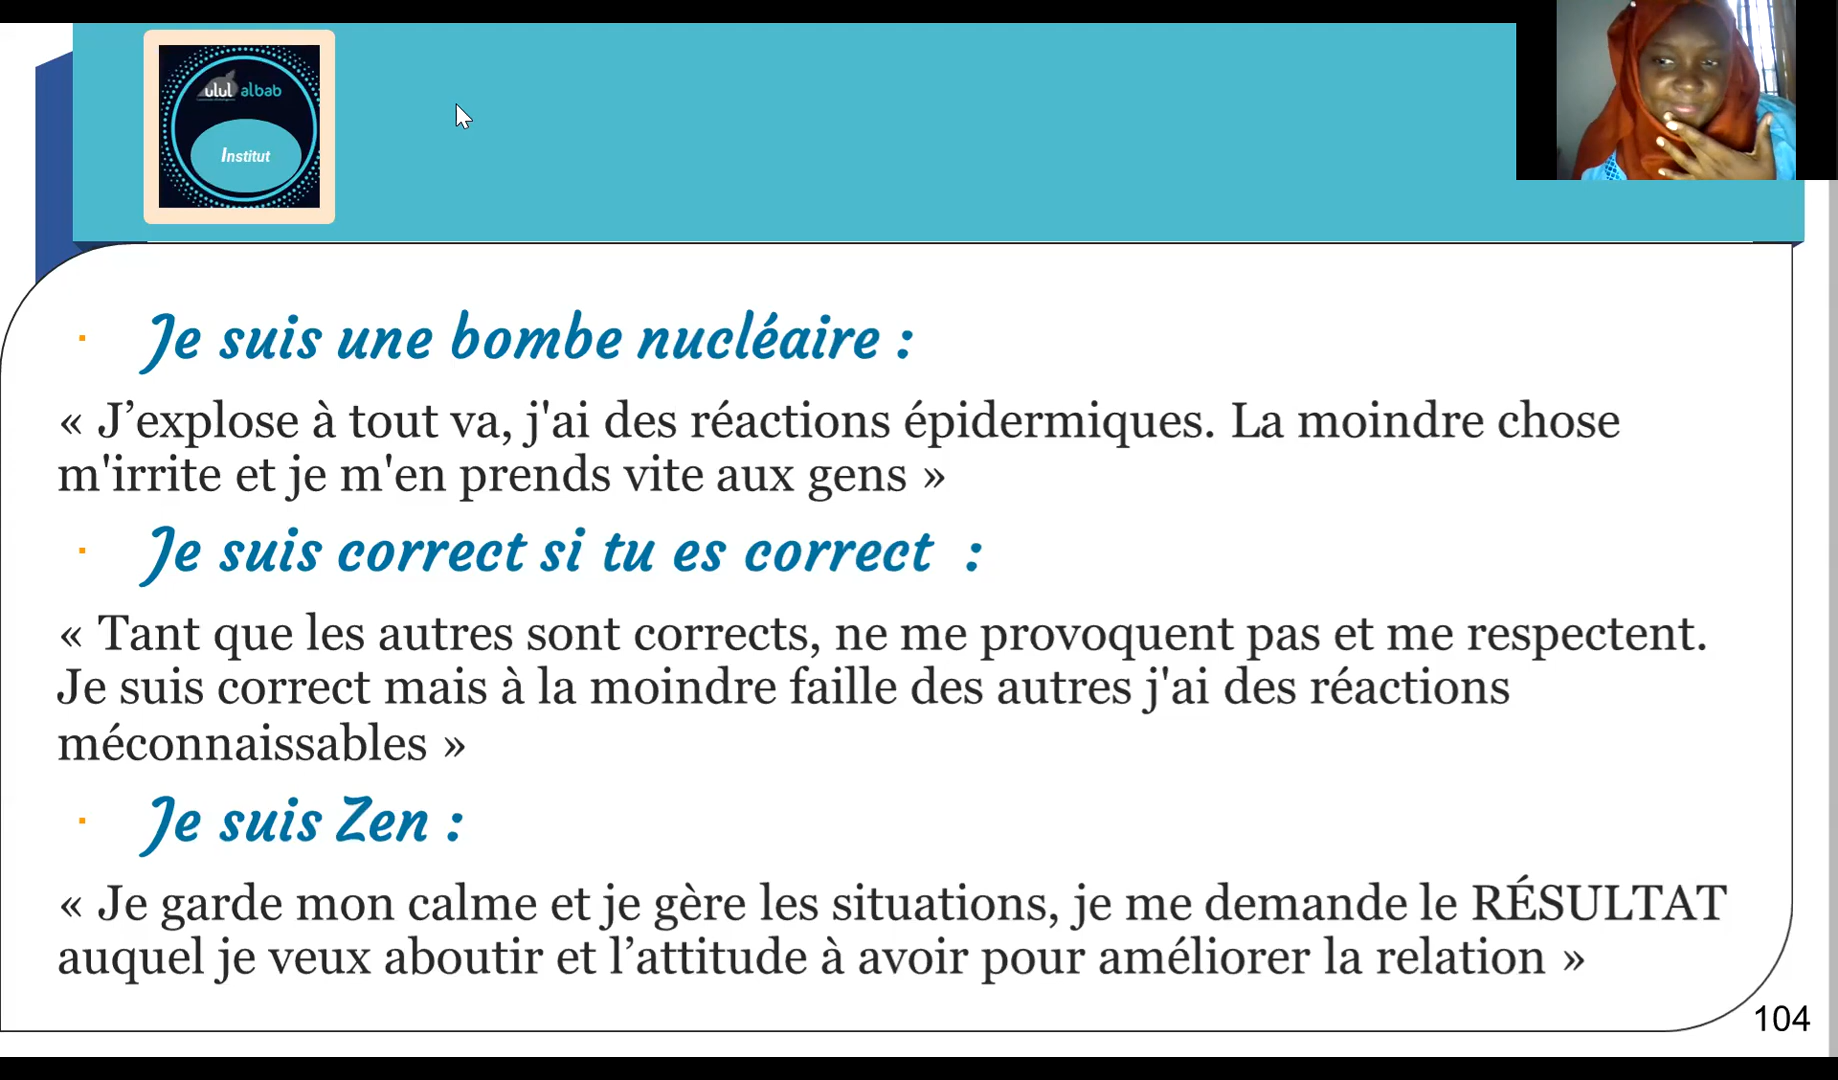 ulul albab
Institut
Je suis une bombe nucléaire :
« J’explose à tout va, j'ai des réactions épidermiques. La moindre chose
m'irrite et je m'en prends vite aux gens »
Je suis correct si tu es correct :
« Tant que les autres sont corrects, ne me provoquent pas et me respectent.
Je suis correct mais à la moindre faille des autres j'ai des réactions
méconnaissables »
Je suis Zen :
« Je garde mon calme et je gère les situations, je me demande le RÉSULTAT
auquel je veux aboutir et l’attitude à avoir pour améliorer la relation »
104